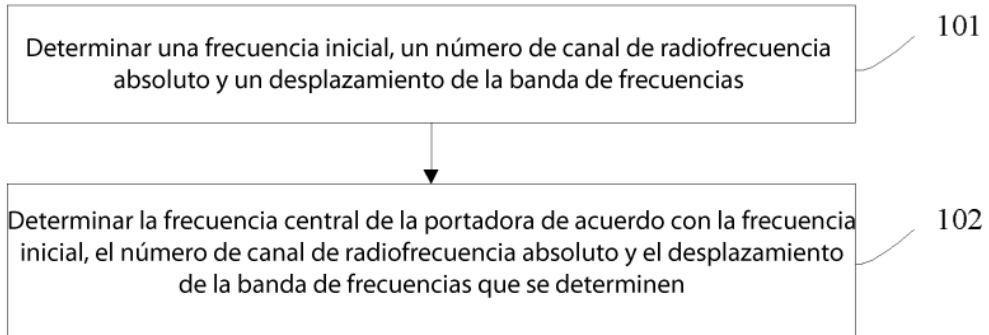 Determinar una frecuencia inicial, un número de canal de radiofrecuencia
absoluto y un desplazamiento de la banda de frecuencias
101
Determinar la frecuencia central de la portadora de acuerdo con la frecuencia
inicial, el número de canal de radiofrecuencia absoluto y el desplazamiento
de la banda de frecuencias que se determinen
102